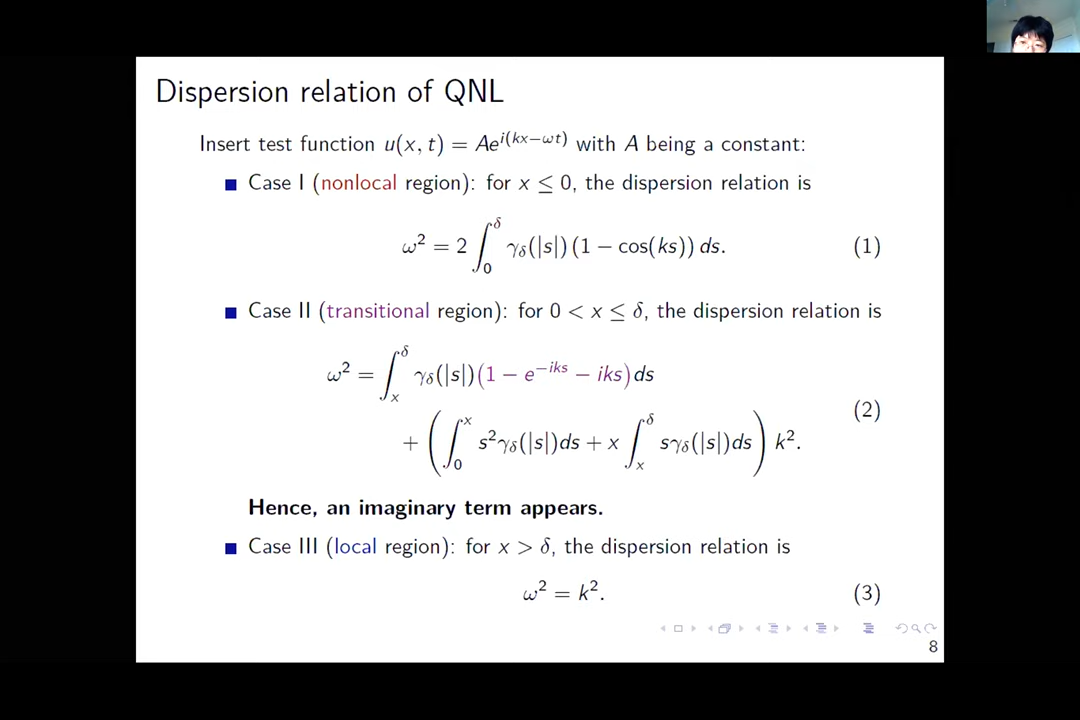 Dispersion relation of QNL
Insert test function u(x, t) = Ae^{i(kx−ωt)} with A being a constant:
Case I (nonlocal region): for x ≤ 0, the dispersion relation is
ω² = 2 ∫₀^δ γ_δ(|s|) (1 − cos(ks)) ds. (1)
Case II (transitional region): for 0 < x ≤ δ, the dispersion relation is
ω² = ∫ₓ^δ γ_δ(|s|)(1 − e^{−iks} − iks)ds
+ (∫₀^x s²γ_δ(|s|)ds + x ∫ₓ^δ sγ_δ(|s|)ds) k². (2)
Hence, an imaginary term appears.
Case III (local region): for x > δ, the dispersion relation is
ω² = k². (3)
8